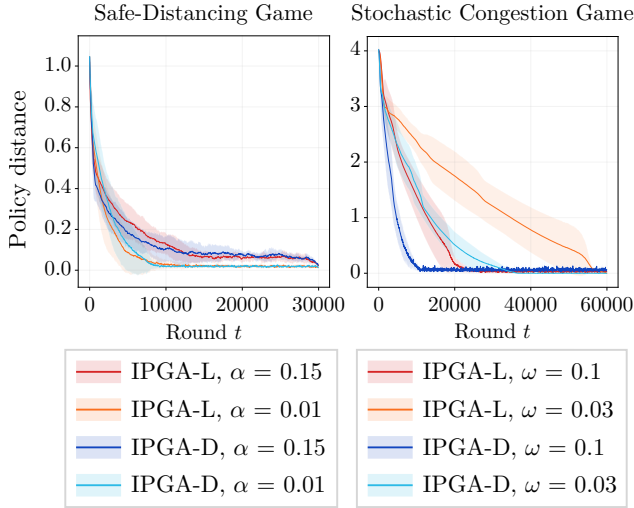 Safe-Distancing Game
Stochastic Congestion Game
Policy distance
1.0
0.8
0.6
0.4
0.2
0.0
0
10000
20000
30000
Round t
4
3
2
1
0
0
20000
40000
60000
Round t
IPGA-L, α = 0.15
IPGA-L, α = 0.01
IPGA-D, α = 0.15
IPGA-D, α = 0.01
IPGA-L, ω = 0.1
IPGA-L, ω = 0.03
IPGA-D, ω = 0.1
IPGA-D, ω = 0.03